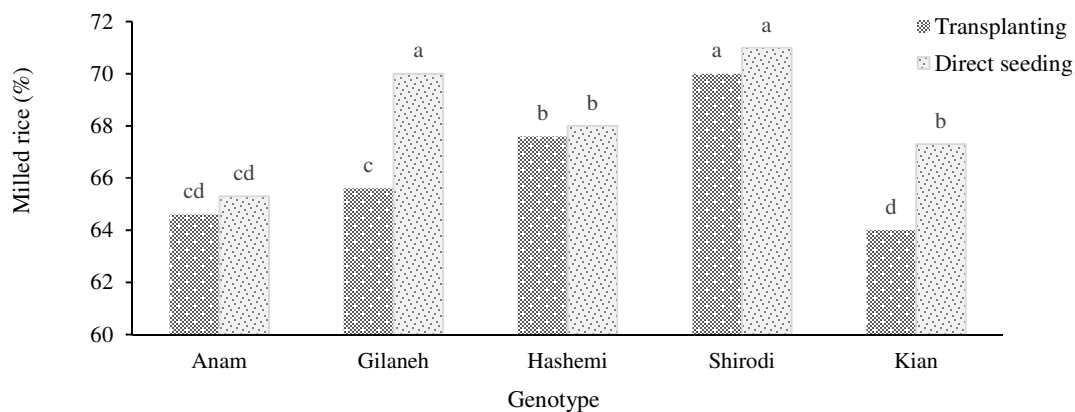 72
70
68
66
64
62
60
Milled rice (%)
Transplanting
Direct seeding
cd
cd
c
a
b
b
a
a
d
b
Anam
Gilaneh
Hashemi
Shirodi
Kian
Genotype